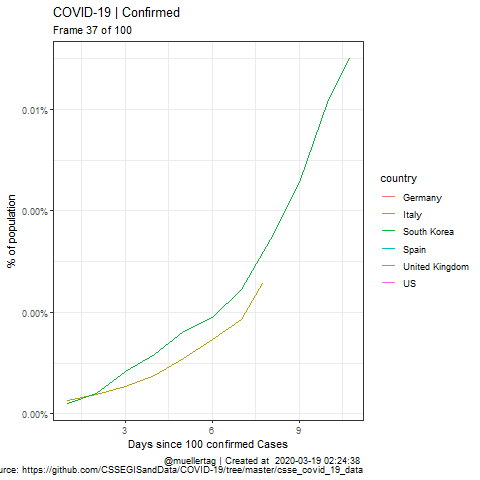 COVID-19 | Confirmed
Frame 37 of 100
0.01%
0.00%
0.00%
0.00%
% of population
3 6 9
Days since 100 confirmed Cases
country
Germany
Italy
South Korea
Spain
United Kingdom
US
@muellertag | Created at 2020-03-19 02:24:38
urce: https://github.com/CSSEGISandData/COVID-19/tree/master/csse_covid_19_data